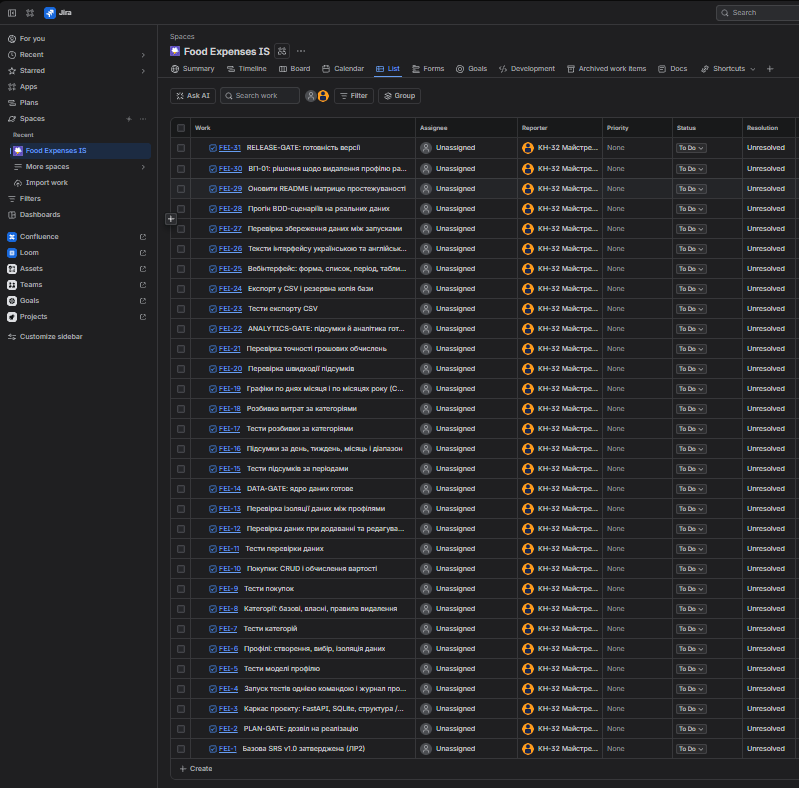 Jira
Search
For you
Recent
Starred
Apps
Plans
Spaces
Recent
Food Expenses IS
More spaces
Import work
Filters
Dashboards
Confluence
Loom
Assets
Teams
Goals
Projects
Customize sidebar
Spaces
Food Expenses IS
Summary Timeline Board Calendar List Forms Goals Development Archived work items Docs Shortcuts
Ask AI Search work Filter Group
Work Assignee Reporter Priority Status Resolution
FEI-31 RELEASE-GATE: готовність версії Unassigned КН-32 Майстре... None To Do Unresolved
FEI-30 ВП-01: рішення щодо видалення профілю ра... Unassigned КН-32 Майстре... None To Do Unresolved
FEI-29 Оновити README і матрицю простежуваності Unassigned КН-32 Майстре... None To Do Unresolved
FEI-28 Прогін BDD-сценаріїв на реальних даних Unassigned КН-32 Майстре... None To Do Unresolved
FEI-27 Перевірка збереження даних між запусками Unassigned КН-32 Майстре... None To Do Unresolved
FEI-26 Тексти інтерфейсу українською та англійськ... Unassigned КН-32 Майстре... None To Do Unresolved
FEI-25 Вебінтерфейс: форма, список, період, табли... Unassigned КН-32 Майстре... None To Do Unresolved
FEI-24 Експорт у CSV і резервна копія бази Unassigned КН-32 Майстре... None To Do Unresolved
FEI-23 Тести експорту CSV Unassigned КН-32 Майстре... None To Do Unresolved
FEI-22 ANALYTICS-GATE: підсумки й аналітика гот... Unassigned КН-32 Майстре... None To Do Unresolved
FEI-21 Перевірка точності грошових обчислень Unassigned КН-32 Майстре... None To Do Unresolved
FEI-20 Перевірка швидкодії підсумків Unassigned КН-32 Майстре... None To Do Unresolved
FEI-19 Графіки по днях місяця і по місяцях року (С... Unassigned КН-32 Майстре... None To Do Unresolved
FEI-18 Розбивка витрат за категоріями Unassigned КН-32 Майстре... None To Do Unresolved
FEI-17 Тести розбивки за категоріями Unassigned КН-32 Майстре... None To Do Unresolved
FEI-16 Підсумки за день, тиждень, місяць і діапазон Unassigned КН-32 Майстре... None To Do Unresolved
FEI-15 Тести підсумків за періодами Unassigned КН-32 Майстре... None To Do Unresolved
FEI-14 DATA-GATE: ядро даних готове Unassigned КН-32 Майстре... None To Do Unresolved
FEI-13 Перевірка ізоляції даних між профілями Unassigned КН-32 Майстре... None To Do Unresolved
FEI-12 Перевірка даних при додаванні та редагува... Unassigned КН-32 Майстре... None To Do Unresolved
FEI-11 Тести перевірки даних Unassigned КН-32 Майстре... None To Do Unresolved
FEI-10 Покупки: CRUD і обчислення вартості Unassigned КН-32 Майстре... None To Do Unresolved
FEI-9 Тести покупок Unassigned КН-32 Майстре... None To Do Unresolved
FEI-8 Категорії: базові, власні, правила видалення Unassigned КН-32 Майстре... None To Do Unresolved
FEI-7 Тести категорій Unassigned КН-32 Майстре... None To Do Unresolved
FEI-6 Профілі: створення, вибір, ізоляція даних Unassigned КН-32 Майстре... None To Do Unresolved
FEI-5 Тести моделі профілю Unassigned КН-32 Майстре... None To Do Unresolved
FEI-4 Запуск тестів однією командою і журнал про... Unassigned КН-32 Майстре... None To Do Unresolved
FEI-3 Каркас проєкту: FastAPI, SQLite, структура /... Unassigned КН-32 Майстре... None To Do Unresolved
FEI-2 PLAN-GATE: дозвіл на реалізацію Unassigned КН-32 Майстре... None To Do Unresolved
FEI-1 Базова SRS v1.0 затверджена (ЛР2) Unassigned КН-32 Майстре... None To Do Unresolved
Create